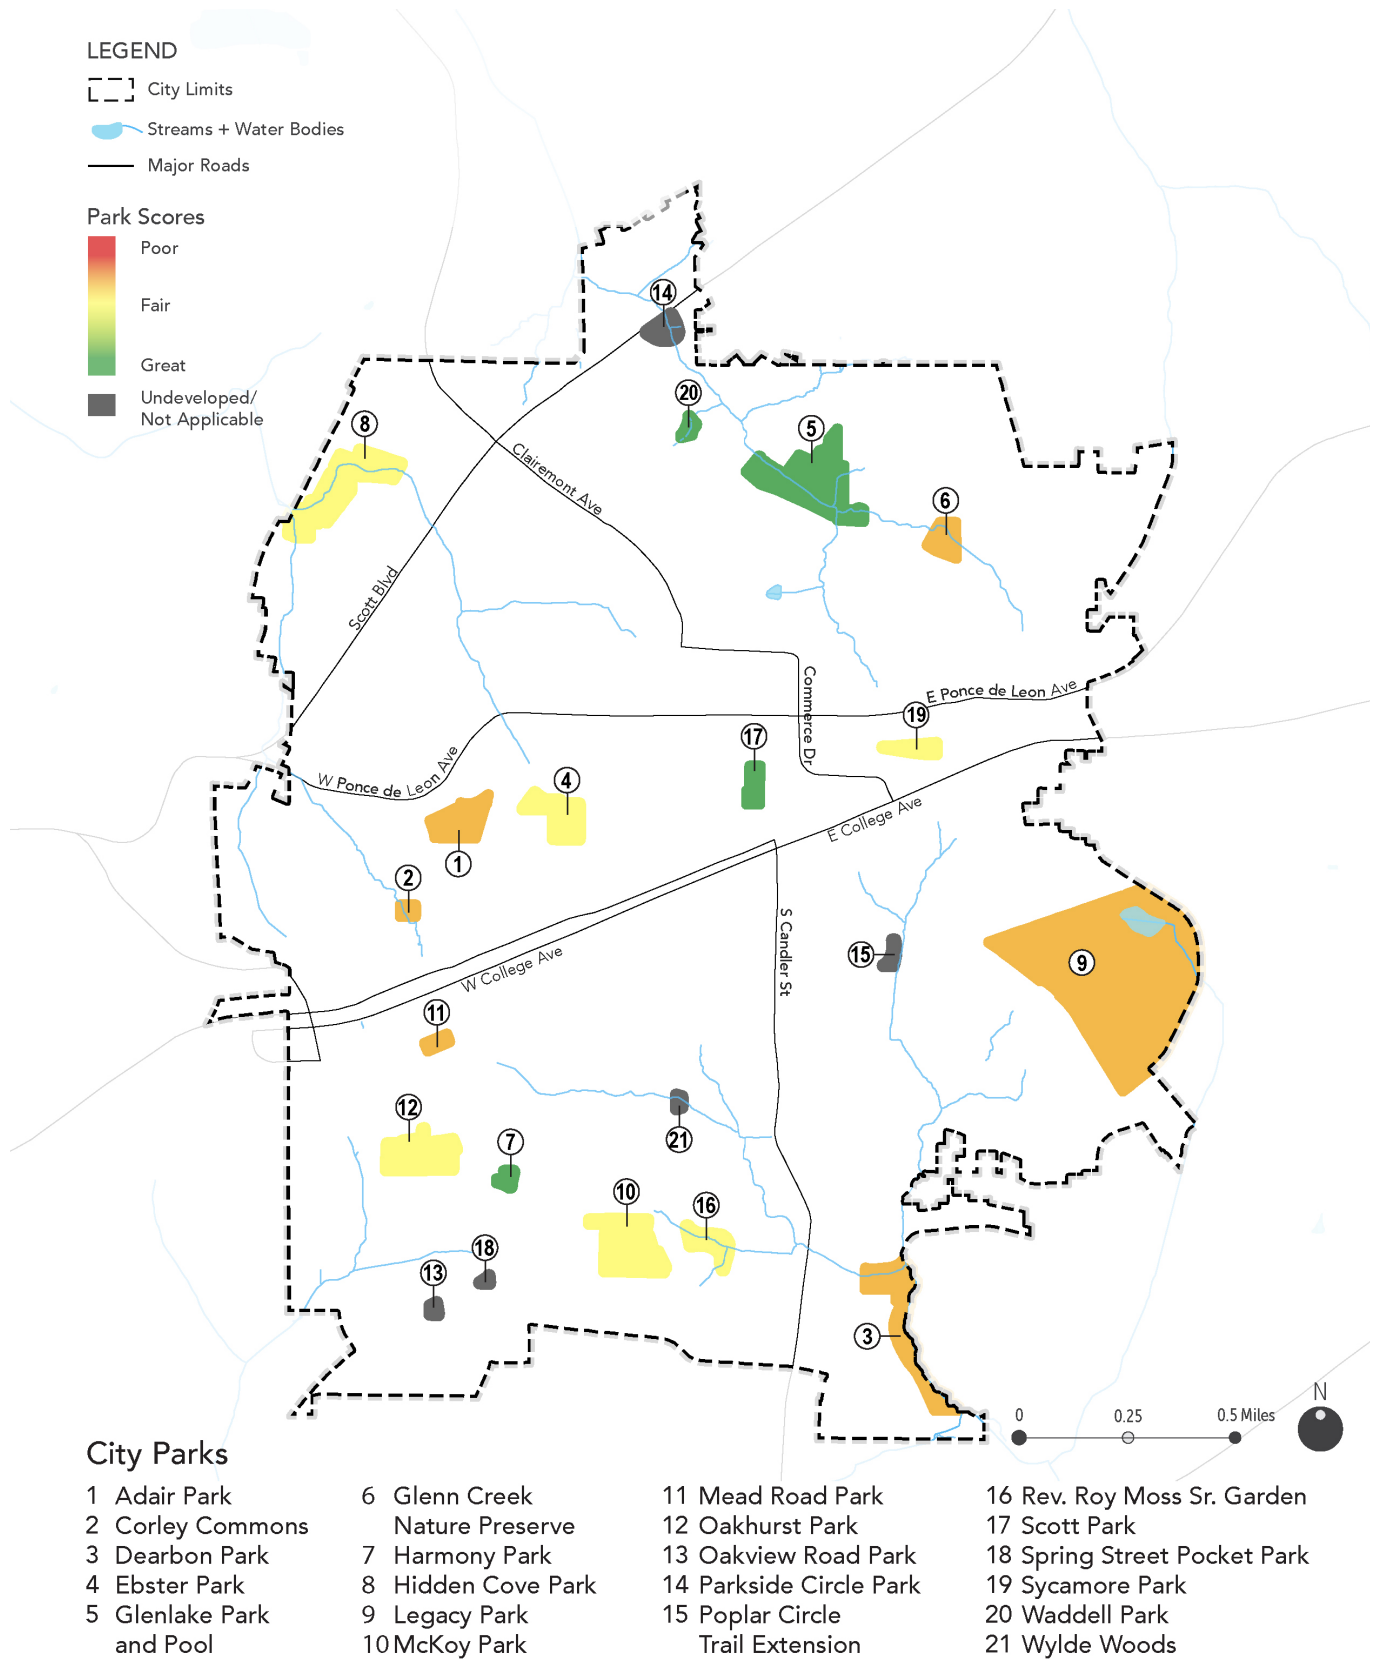 LEGEND
City Limits
Streams + Water Bodies
Major Roads
Park Scores
Poor
Fair
Great
Undeveloped/
Not Applicable
14
20
8
5
6
Clairemont Ave
Scott Blvd
Commerce Dr
E Ponce de Leon Ave
19
17
W Ponce de Leon Ave
4
E College Ave
1
2
S Candler St
15
9
W College Ave
11
12
7
21
10
16
18
13
3
N
0
0.25
0.5 Miles
City Parks
1 Adair Park
2 Corley Commons
3 Dearbon Park
4 Ebster Park
5 Glenlake Park
and Pool
6 Glenn Creek
Nature Preserve
7 Harmony Park
8 Hidden Cove Park
9 Legacy Park
10 McKoy Park
11 Mead Road Park
12 Oakhurst Park
13 Oakview Road Park
14 Parkside Circle Park
15 Poplar Circle
Trail Extension
16 Rev. Roy Moss Sr. Garden
17 Scott Park
18 Spring Street Pocket Park
19 Sycamore Park
20 Waddell Park
21 Wylde Woods